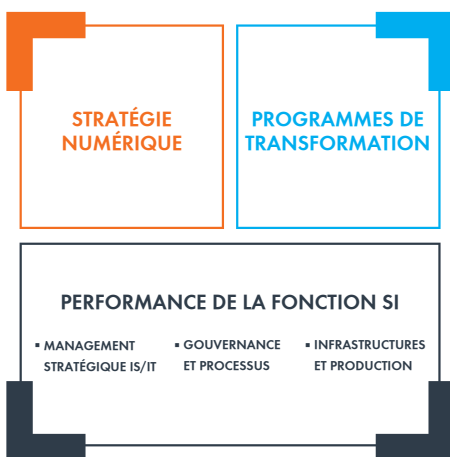 STRATÉGIE
NUMÉRIQUE
PROGRAMMES DE
TRANSFORMATION
PERFORMANCE DE LA FONCTION SI
▪ MANAGEMENT
STRATÉGIQUE IS/IT
▪ GOUVERNANCE
ET PROCESSUS
▪ INFRASTRUCTURES
ET PRODUCTION